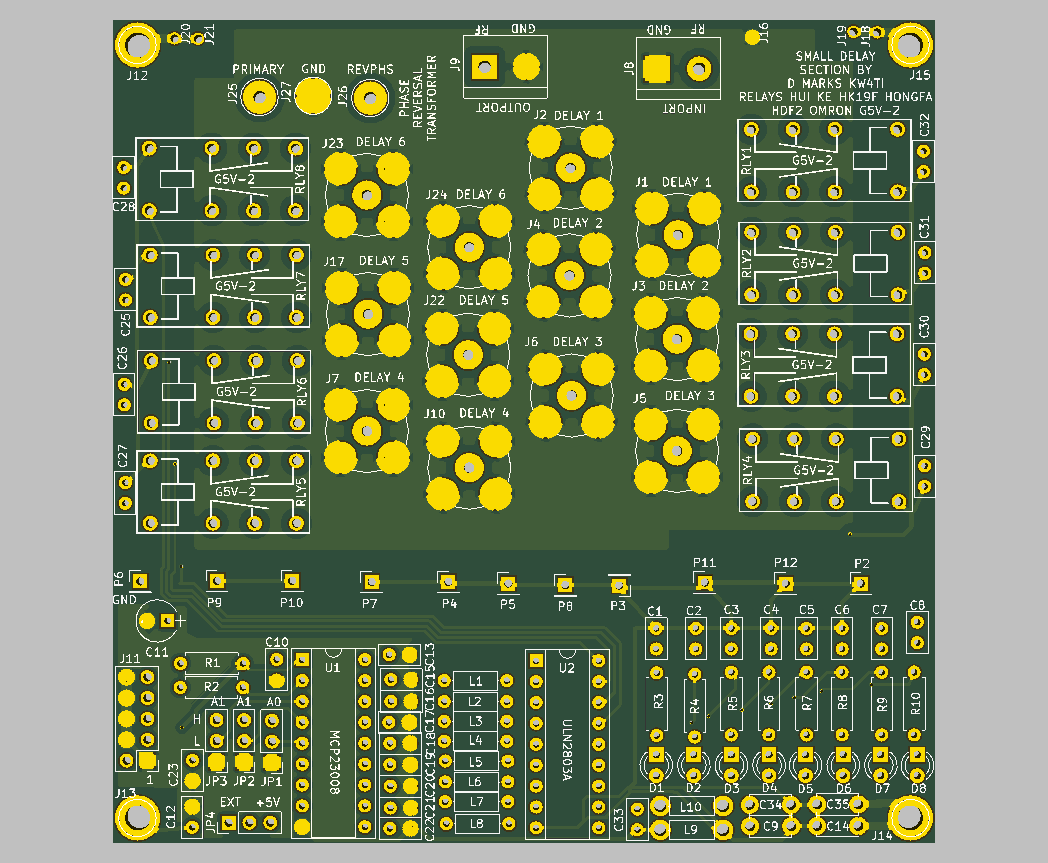 J20
J21
J12
PRIMARY
GND
REVPHS
J25
J27
J26
PHASE
REVERSAL
TRANSFORMER
RF
GND
J9
OUTPORT
GND
RF
J8
INPORT
J16
J19
J18
J15
SMALL DELAY
SECTION BY
D MARKS KW4TI
RELAYS HUI KE HK19F HONGFA
HDF2 OMRON G5V-2
C28
G5V-2
RLY8
C25
G5V-2
RLY7
C26
G5V-2
RLY6
C27
G5V-2
RLY5
J23 DELAY 6
J24 DELAY 6
J17 DELAY 5
J22 DELAY 5
J7 DELAY 4
J10 DELAY 4
J2 DELAY 1
J1 DELAY 1
J4 DELAY 2
J3 DELAY 2
J6 DELAY 3
J5 DELAY 3
RLY1
G5V-2
C32
RLY2
G5V-2
C31
RLY3
G5V-2
C30
RLY4
G5V-2
C29
P6
GND
P9
P10
P7
P4
P5
P8
P3
P11
P12
P2
C11
+
C10
R1
R2
J11
1
A1
A1
A0
H
L
JP3
JP2
JP1
C23
C12
J13
JP4
EXT
+5V
U1
MCP23008
C13
C15
C16
C17
C18
C19
C20
C21
C22
L1
L2
L3
L4
L5
L6
L7
L8
U2
ULN2803A
C1
C2
C3
C4
C5
C6
C7
C8
R3
R4
R5
R6
R7
R8
R9
R10
D1
D2
D3
D4
D5
D6
D7
D8
C33
L10
L9
C34
C9
C35
C14
J14